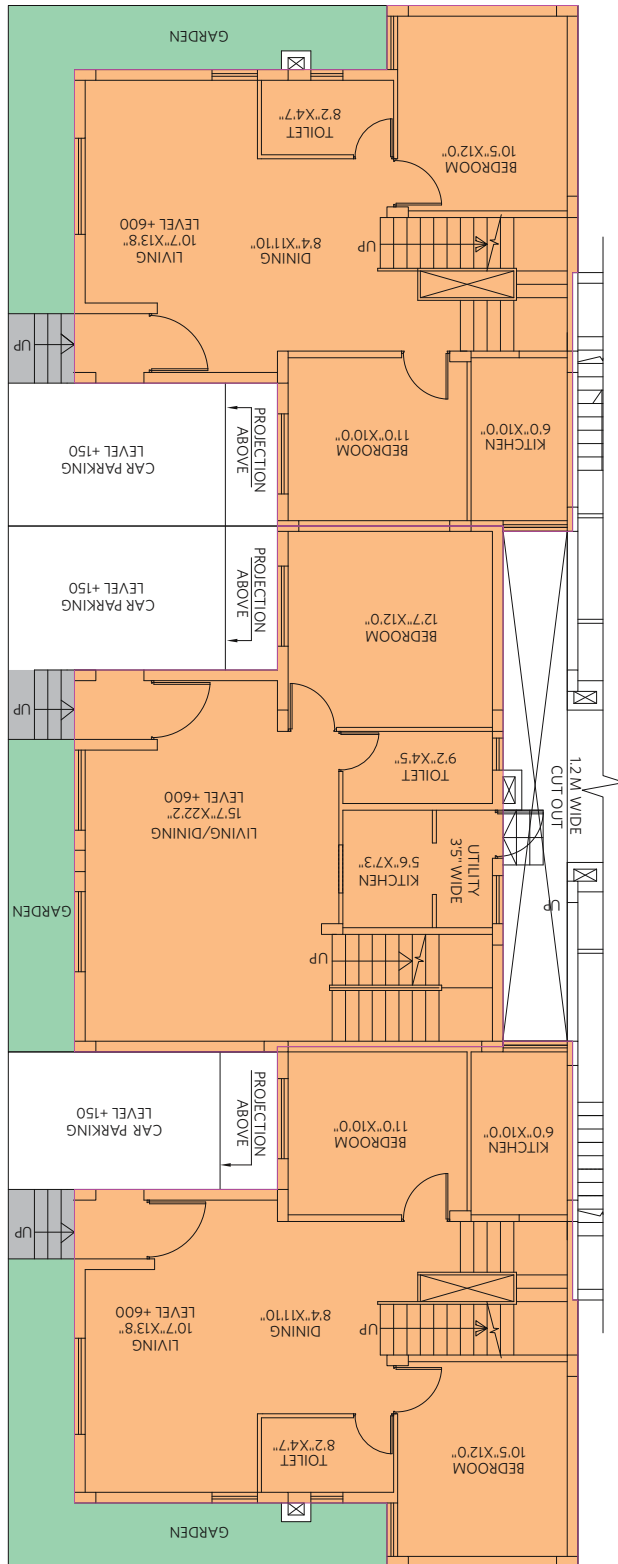 GARDEN
BEDROOM
10'5"X12'0"
TOILET
8'2"X4'7"
DINING
8'4"X11'10"
LIVING
10'7"X13'8"
LEVEL +600
UP
UP
KITCHEN
6'0"X10'0"
BEDROOM
11'0"X10'0"
PROJECTION
ABOVE
CAR PARKING
LEVEL +150
UP
GARDEN
UP
UTILITY
3'5" WIDE
KITCHEN
5'6"X7'3"
LIVING/DINING
15'7"X22'2"
LEVEL +600
1.2 M WIDE
CUT OUT
TOILET
9'2"X4'5"
UP
BEDROOM
12'7"X12'0"
PROJECTION
ABOVE
CAR PARKING
LEVEL +150
PROJECTION
ABOVE
CAR PARKING
LEVEL +150
KITCHEN
6'0"X10'0"
BEDROOM
11'0"X10'0"
UP
UP
DINING
8'4"X11'10"
LIVING
10'7"X13'8"
LEVEL +600
BEDROOM
10'5"X12'0"
TOILET
8'2"X4'7"
GARDEN